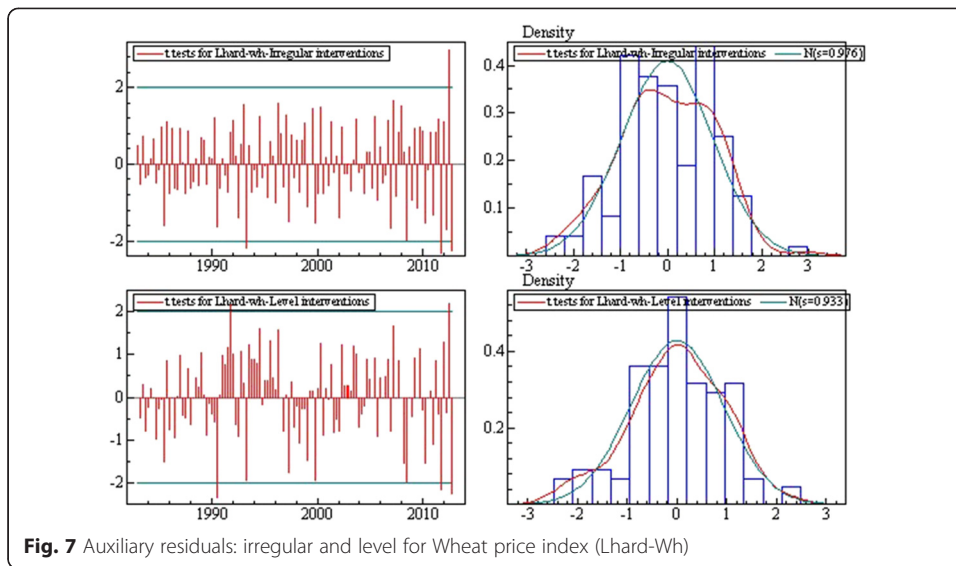 Density
t tests for Lhard-wh-Irregular interventions
t tests for Lhard-wh-Irregular interventions N(s=0.976)
2
0
-2
1990 2000 2010
0.4
0.3
0.2
0.1
-3 -2 -1 0 1 2 3
Density
t tests for Lhard-wh-Level interventions
t tests for Lhard-wh-Level interventions N(s=0.933)
2
1
0
-1
-2
1990 2000 2010
0.4
0.2
-3 -2 -1 0 1 2 3
Fig. 7 Auxiliary residuals: irregular and level for Wheat price index (Lhard-Wh)